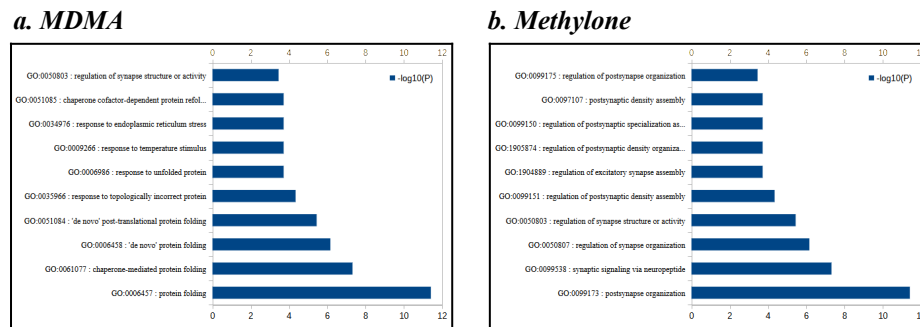 a. MDMA
0 2 4 6 8 10 12
-log10(P)
GO:0050803 : regulation of synapse structure or activity
GO:0051085 : chaperone cofactor-dependent protein refol...
GO:0034976 : response to endoplasmic reticulum stress
GO:0009266 : response to temperature stimulus
GO:0006986 : response to unfolded protein
GO:0035966 : response to topologically incorrect protein
GO:0051084 : 'de novo' post-translational protein folding
GO:0006458 : 'de novo' protein folding
GO:0061077 : chaperone-mediated protein folding
GO:0006457 : protein folding
0 2 4 6 8 10 12
b. Methylone
0 2 4 6 8 10 12
-log10(P)
GO:0099175 : regulation of postsynapse organization
GO:0097107 : postsynaptic density assembly
GO:0099150 : regulation of postsynaptic specialization as...
GO:1905874 : regulation of postsynaptic density organiza...
GO:1904889 : regulation of excitatory synapse assembly
GO:0099151 : regulation of postsynaptic density assembly
GO:0050803 : regulation of synapse structure or activity
GO:0050807 : regulation of synapse organization
GO:0099538 : synaptic signaling via neuropeptide
GO:0099173 : postsynapse organization
0 2 4 6 8 10 12